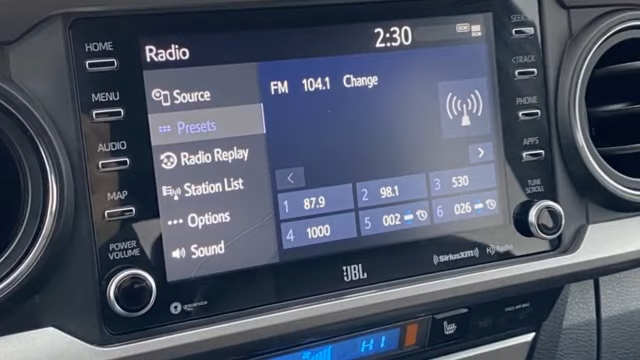 HOME
MENU
AUDIO
MAP
POWER
VOLUME
Radio
2:30
Source
Presets
Radio Replay
Station List
Options
Sound
FM 104.1 Change
1 87.9
2 98.1
3 530
4 1000
5 002
6 026
SEEK
TRACK
PHONE
APPS
TUNE
SCROLL
JBL
SiriusXM
HD Radio
gracenote
HI